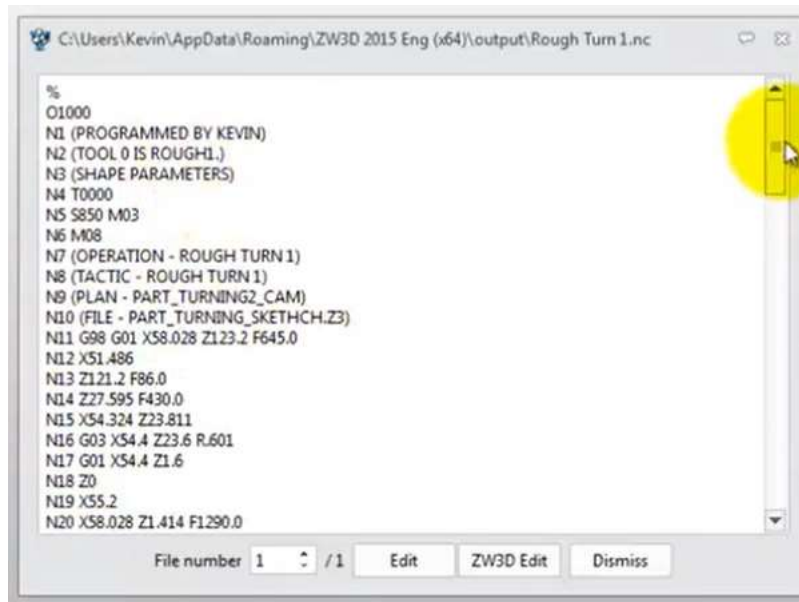 C:\Users\Kevin\AppData\Roaming\ZW3D 2015 Eng (x64)\output\Rough Turn 1.nc
%
O1000
N1 (PROGRAMMED BY KEVIN)
N2 (TOOL 0 IS ROUGH1.)
N3 (SHAPE PARAMETERS)
N4 T0000
N5 S850 M03
N6 M08
N7 (OPERATION - ROUGH TURN 1)
N8 (TACTIC - ROUGH TURN 1)
N9 (PLAN - PART_TURNING2_CAM)
N10 (FILE - PART_TURNING_SKETHCH.Z3)
N11 G98 G01 X58.028 Z123.2 F645.0
N12 X51.486
N13 Z121.2 F86.0
N14 Z27.595 F430.0
N15 X54.324 Z23.811
N16 G03 X54.4 Z23.6 R.601
N17 G01 X54.4 Z1.6
N18 Z0
N19 X55.2
N20 X58.028 Z1.414 F1290.0
File number 1 / 1 Edit ZW3D Edit Dismiss